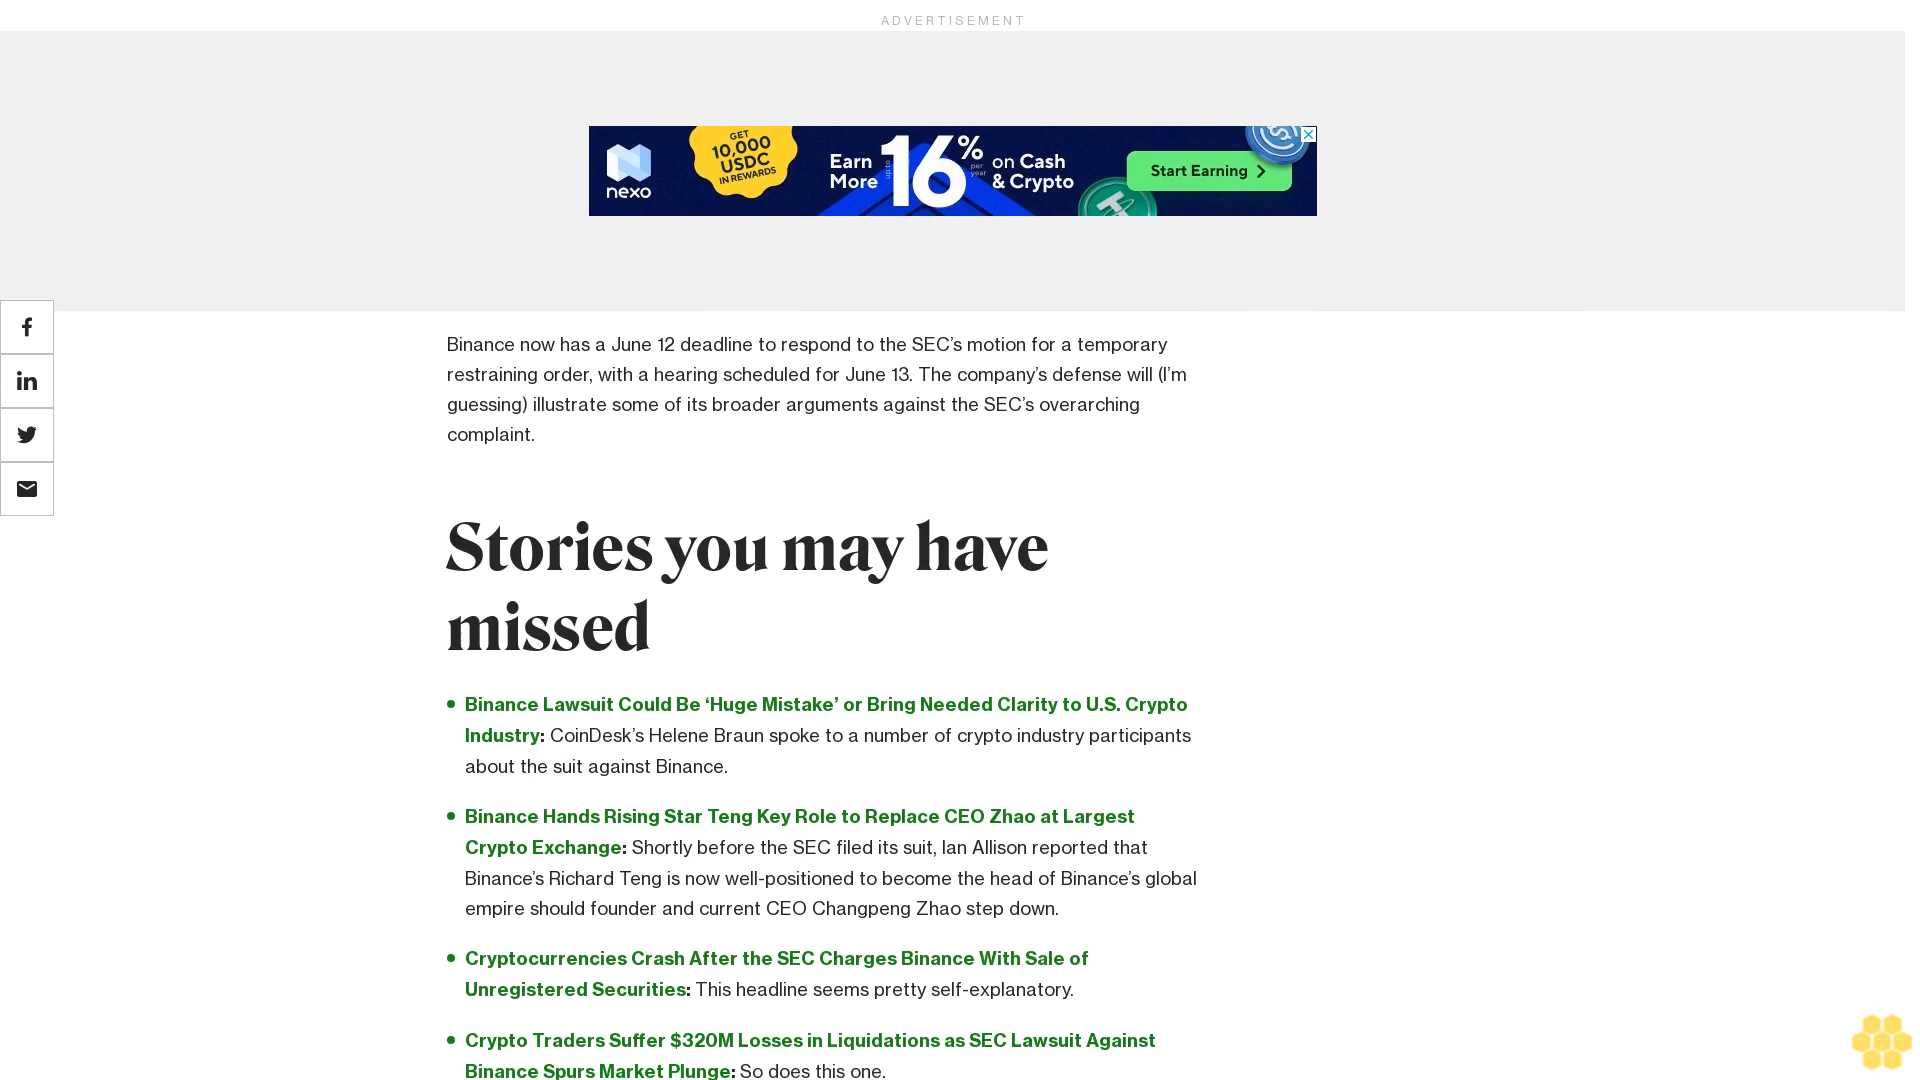 ADVERTISEMENT
nexo
GET
10,000
USDC
IN REWARDS
Earn
More
up to
16%
per
year
on Cash
& Crypto
Start Earning
Binance now has a June 12 deadline to respond to the SEC’s motion for a temporary
restraining order, with a hearing scheduled for June 13. The company’s defense will (I’m
guessing) illustrate some of its broader arguments against the SEC’s overarching
complaint.
Stories you may have
missed
Binance Lawsuit Could Be ‘Huge Mistake’ or Bring Needed Clarity to U.S. Crypto
Industry: CoinDesk’s Helene Braun spoke to a number of crypto industry participants
about the suit against Binance.
Binance Hands Rising Star Teng Key Role to Replace CEO Zhao at Largest
Crypto Exchange: Shortly before the SEC filed its suit, Ian Allison reported that
Binance’s Richard Teng is now well-positioned to become the head of Binance’s global
empire should founder and current CEO Changpeng Zhao step down.
Cryptocurrencies Crash After the SEC Charges Binance With Sale of
Unregistered Securities: This headline seems pretty self-explanatory.
Crypto Traders Suffer $320M Losses in Liquidations as SEC Lawsuit Against
Binance Spurs Market Plunge: So does this one.